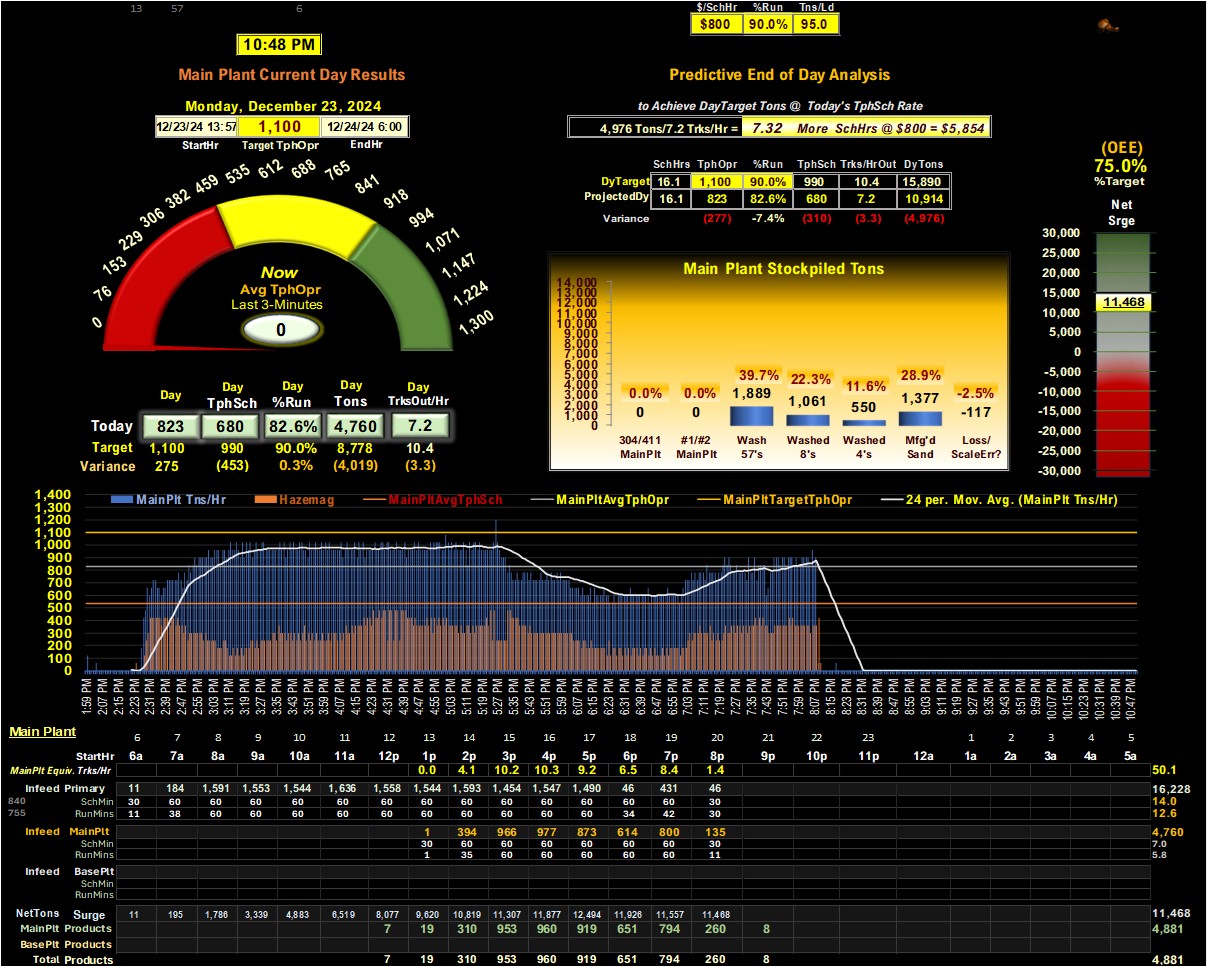 13 57 6
$/SchHr %Run Tns/Ld
$800 90.0% 95.0
10:48 PM
Main Plant Current Day Results
Predictive End of Day Analysis
Monday, December 23, 2024
to Achieve DayTarget Tons @ Today's TphSch Rate
12/23/24 13:57 1,100 12/24/24 6:00
StartHr Target TphOpr EndHr
4,976 Tons/7.2 Trks/Hr = 7.32 More SchHrs @ $800 = $5,854
(OEE)
75.0%
%Target
SchHrs TphOpr %Run TphSch Trks/HrOut DyTons
DyTarget 16.1 1,100 90.0% 990 10.4 15,890
ProjectedDy 16.1 823 82.6% 680 7.2 10,914
Variance (277) -7.4% (310) (3.3) (4,976)
0 76 153 229 306 382 459 535 612 688 765 841 918 994 1,071 1,147 1,224 1,300
Now
Avg TphOpr
Last 3-Minutes
0
Net
Srge
30,000
25,000
20,000
15,000
11,468
10,000
5,000
0
-5,000
-10,000
-15,000
-20,000
-25,000
-30,000
Main Plant Stockpiled Tons
14,000
13,000
12,000
11,000
10,000
9,000
8,000
7,000
6,000
5,000
4,000
3,000
2,000
1,000
0
0.0% 0.0% 39.7% 22.3% 11.6% 28.9% -2.5%
0 0 1,889 1,061 550 1,377 -117
304/411 #1/#2 Wash Washed Washed Mfg'd Loss/
MainPlt MainPlt 57's 8's 4's Sand ScaleErr?
Day Day Day Day Day
TphSch %Run Tons TrksOut/Hr
Today 823 680 82.6% 4,760 7.2
Target 1,100 990 90.0% 8,778 10.4
Variance 275 (453) 0.3% (4,019) (3.3)
MainPlt Tns/Hr Hazemag MainPltAvgTphSch MainPltAvgTphOpr MainPltTargetTphOpr 24 per. Mov. Avg. (MainPlt Tns/Hr)
1,400
1,300
1,200
1,100
1,000
900
800
700
600
500
400
300
200
100
0
1:59 PM 2:07 PM 2:15 PM 2:23 PM 2:31 PM 2:39 PM 2:47 PM 2:55 PM 3:03 PM 3:11 PM 3:19 PM 3:27 PM 3:35 PM 3:43 PM 3:51 PM 3:59 PM 4:07 PM 4:15 PM 4:23 PM 4:31 PM 4:39 PM 4:47 PM 4:55 PM 5:03 PM 5:11 PM 5:19 PM 5:27 PM 5:35 PM 5:43 PM 5:51 PM 5:59 PM 6:07 PM 6:15 PM 6:23 PM 6:31 PM 6:39 PM 6:47 PM 6:55 PM 7:03 PM 7:11 PM 7:19 PM 7:27 PM 7:35 PM 7:43 PM 7:51 PM 7:59 PM 8:07 PM 8:15 PM 8:23 PM 8:31 PM 8:39 PM 8:47 PM 8:55 PM 9:03 PM 9:11 PM 9:19 PM 9:27 PM 9:35 PM 9:43 PM 9:51 PM 9:59 PM 10:07 PM 10:15 PM 10:23 PM 10:31 PM 10:39 PM 10:47 PM
Main Plant
6 7 8 9 10 11 12 13 14 15 16 17 18 19 20 21 22 23 1 2 3 4 5
StartHr 6a 7a 8a 9a 10a 11a 12p 1p 2p 3p 4p 5p 6p 7p 8p 9p 10p 11p 12a 1a 2a 3a 4a 5a
MainPlt Equiv. Trks/Hr 0.0 4.1 10.2 10.3 9.2 6.5 8.4 1.4 50.1
Infeed Primary 11 184 1,591 1,553 1,544 1,636 1,558 1,544 1,593 1,454 1,547 1,490 46 431 46 16,228
840 SchMin 30 60 60 60 60 60 60 60 60 60 60 60 60 60 30 14.0
755 RunMins 11 38 60 60 60 60 60 60 60 60 60 60 34 42 30 12.6
Infeed MainPlt 1 394 966 977 873 614 800 135 4,760
SchMin 30 60 60 60 60 60 60 30 7.0
RunMins 1 35 60 60 60 60 60 11 5.8
Infeed BasePlt
SchMin
RunMins
NetTons Surge 11 195 1,786 3,339 4,883 6,519 8,077 9,620 10,819 11,307 11,877 12,494 11,926 11,557 11,468 11,468
MainPlt Products 7 19 310 953 960 919 651 794 260 8 4,881
BasePlt Products
Total Products 7 19 310 953 960 919 651 794 260 8 4,881